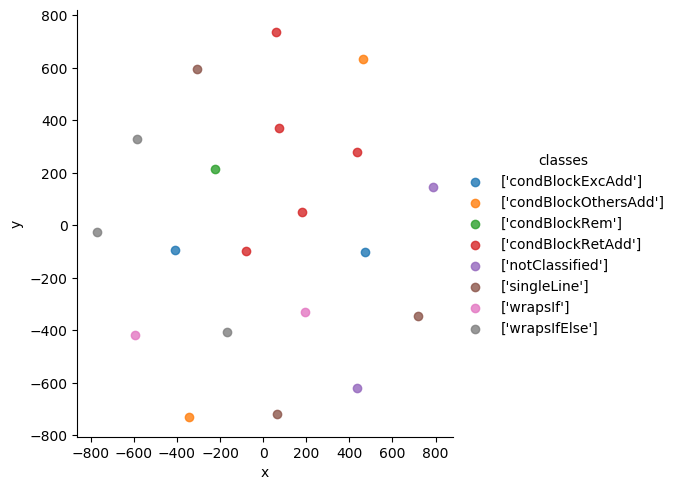 800
600
400
200
0
−200
−400
−600
−800
y
−800 −600 −400 −200 0 200 400 600 800
x
classes
['condBlockExcAdd']
['condBlockOthersAdd']
['condBlockRem']
['condBlockRetAdd']
['notClassified']
['singleLine']
['wrapsIf']
['wrapsIfElse']